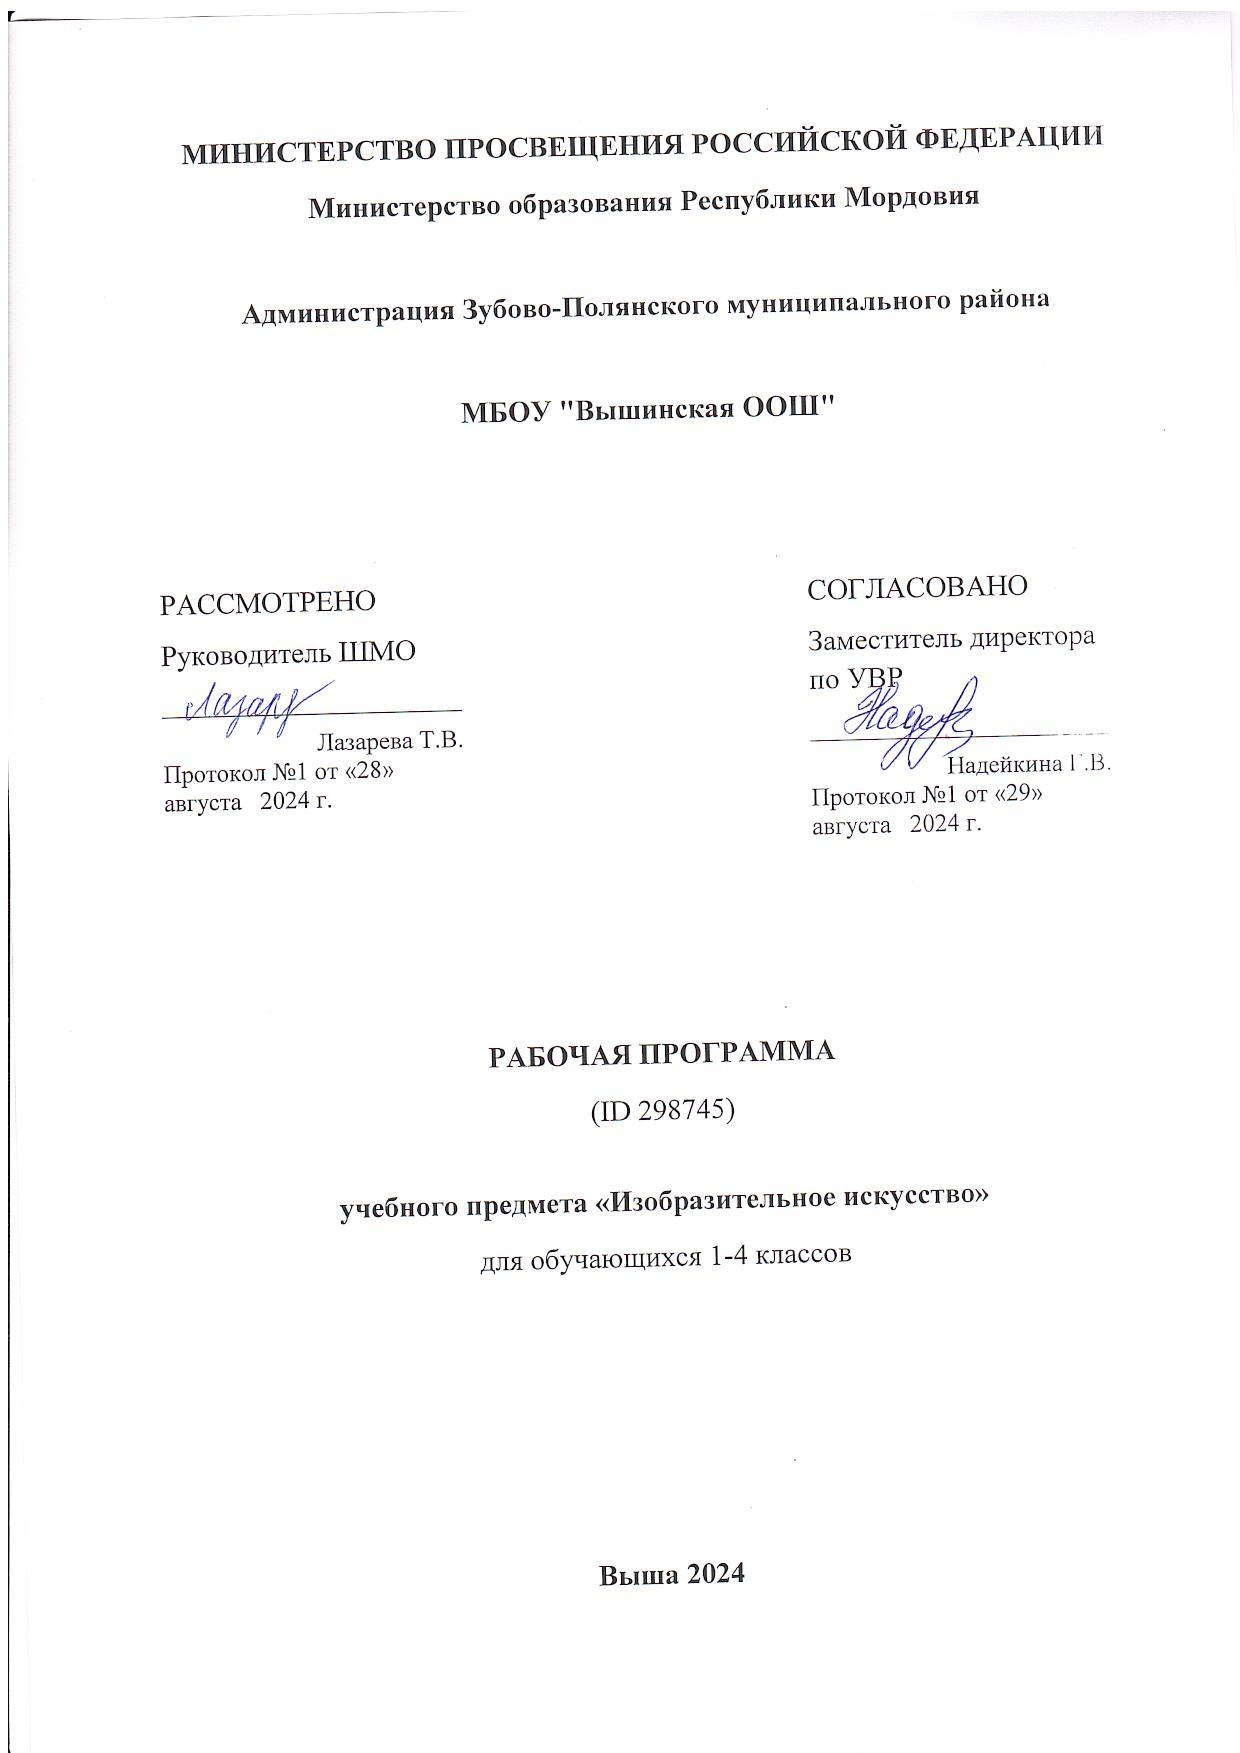 МИНИСТЕРСТВО ПРОСВЕЩЕНИЯ РОССИЙСКОЙ ФЕДЕРАЦИИ
Министерство образования Республики Мордовия
Администрация Зубово-Полянского муниципального района
МБОУ "Вышинская ООШ"
РАССМОТРЕНО
Руководитель ШМО
Лазарева Т.В.
Протокол №1 от «28»
августа 2024 г.
СОГЛАСОВАНО
Заместитель директора
по УВР
Надейкина Г.В.
Протокол №1 от «29»
августа 2024 г.
РАБОЧАЯ ПРОГРАММА
(ID 298745)
учебного предмета «Изобразительное искусство»
для обучающихся 1-4 классов
Выша 2024